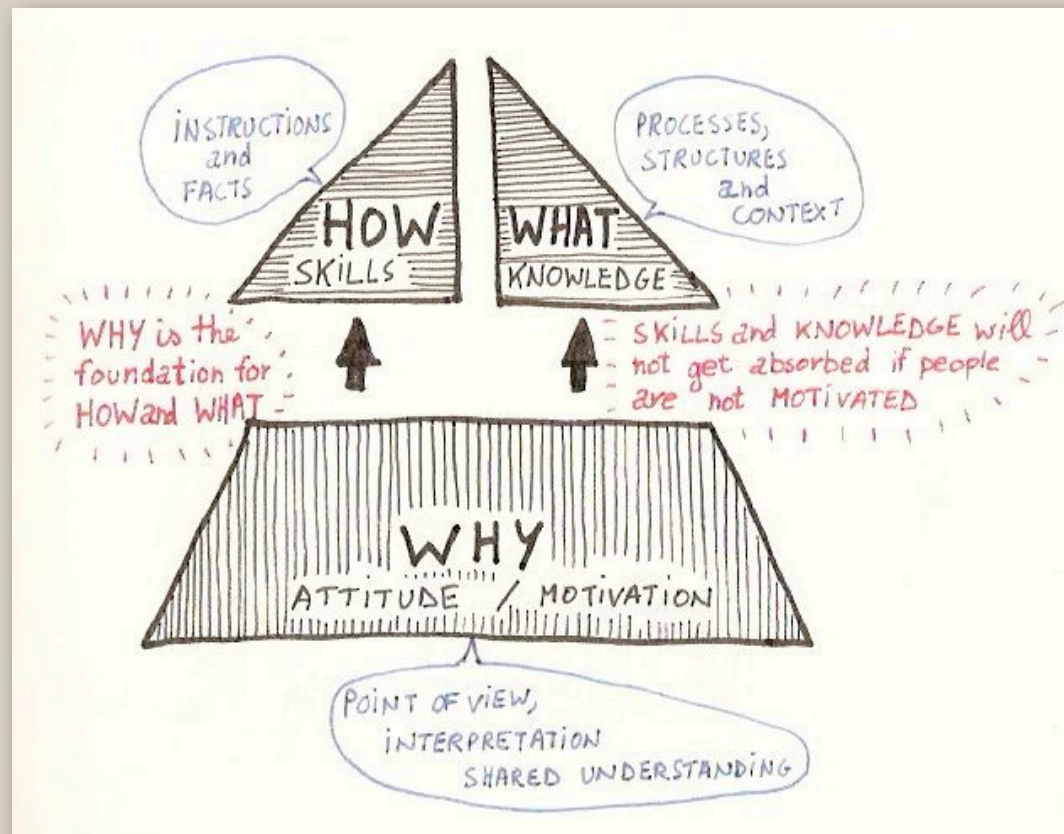 INSTRUCTIONS
and
FACTS
PROCESSES,
STRUCTURES
and
CONTEXT
HOW
SKILLS
WHAT
KNOWLEDGE
WHY is the
foundation for
HOW and WHAT
SKILLS and KNOWLEDGE will
not get absorbed if people
are not MOTIVATED
WHY
ATTITUDE / MOTIVATION
POINT OF VIEW,
INTERPRETATION
SHARED UNDERSTANDING